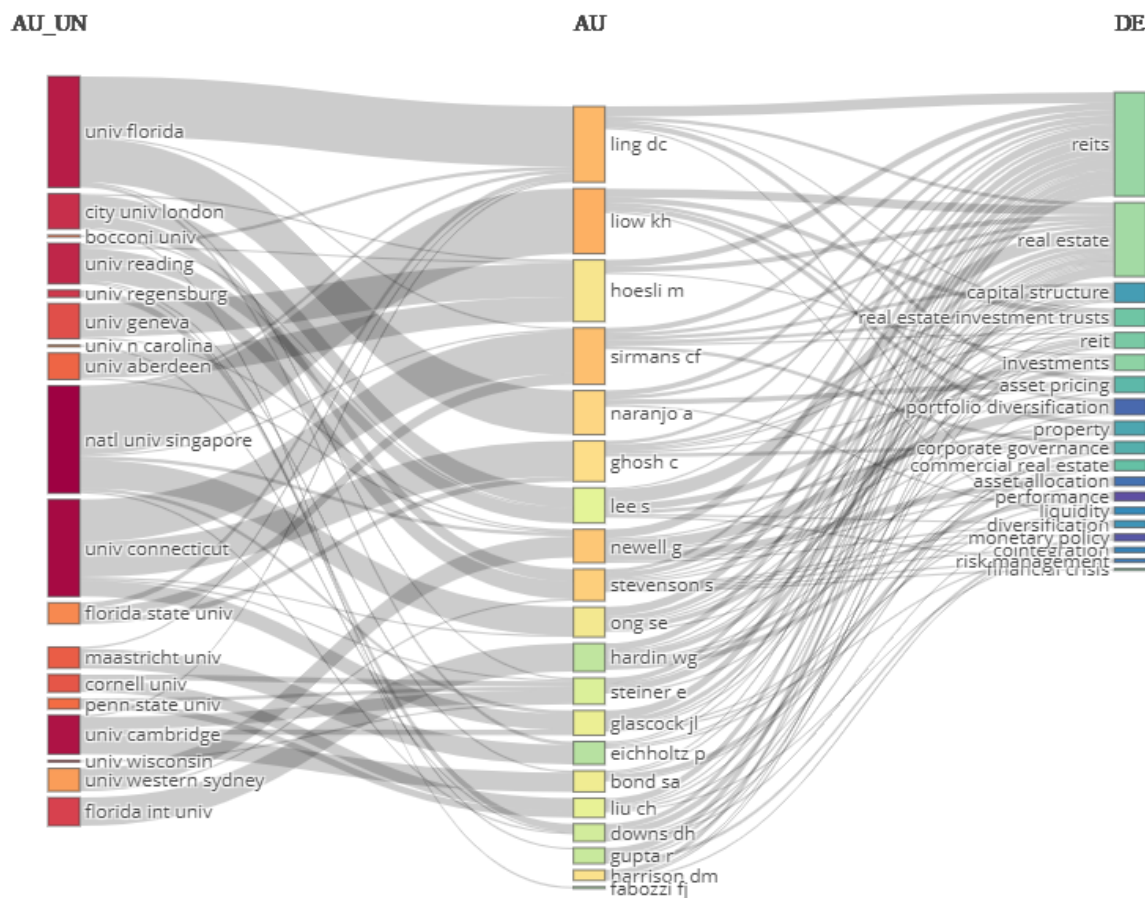 AU_UN
AU
DE
univ florida
city univ london
bocconi univ
univ reading
univ regensburg
univ geneva
univ n carolina
univ aberdeen
natl univ singapore
univ connecticut
florida state univ
maastricht univ
cornell univ
penn state univ
univ cambridge
univ wisconsin
univ western sydney
florida int univ
ling dc
liow kh
hoesli m
sirmans cf
naranjo a
ghosh c
lee s
newell g
stevenson s
ong se
hardin wg
steiner e
glascock jl
eichholtz p
bond sa
liu ch
downs dh
gupta r
harrison dm
fabozzi fj
reits
real estate
capital structure
real estate investment trusts
reit
investments
asset pricing
portfolio diversification
property
corporate governance
commercial real estate
asset allocation
performance
liquidity
diversification
monetary policy
cointegration
risk management
financial crisis